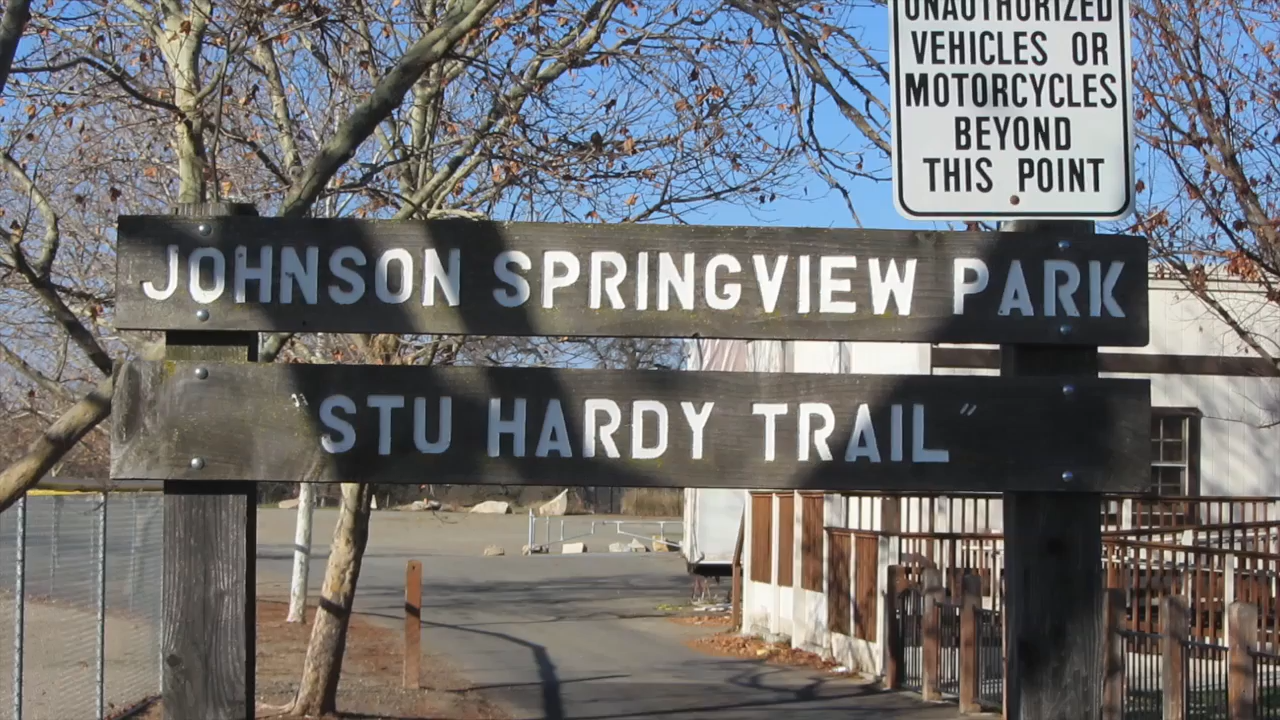 UNAUTHORIZED
VEHICLES OR
MOTORCYCLES
BEYOND
THIS POINT
JOHNSON SPRINGVIEW PARK
"STU HARDY TRAIL"